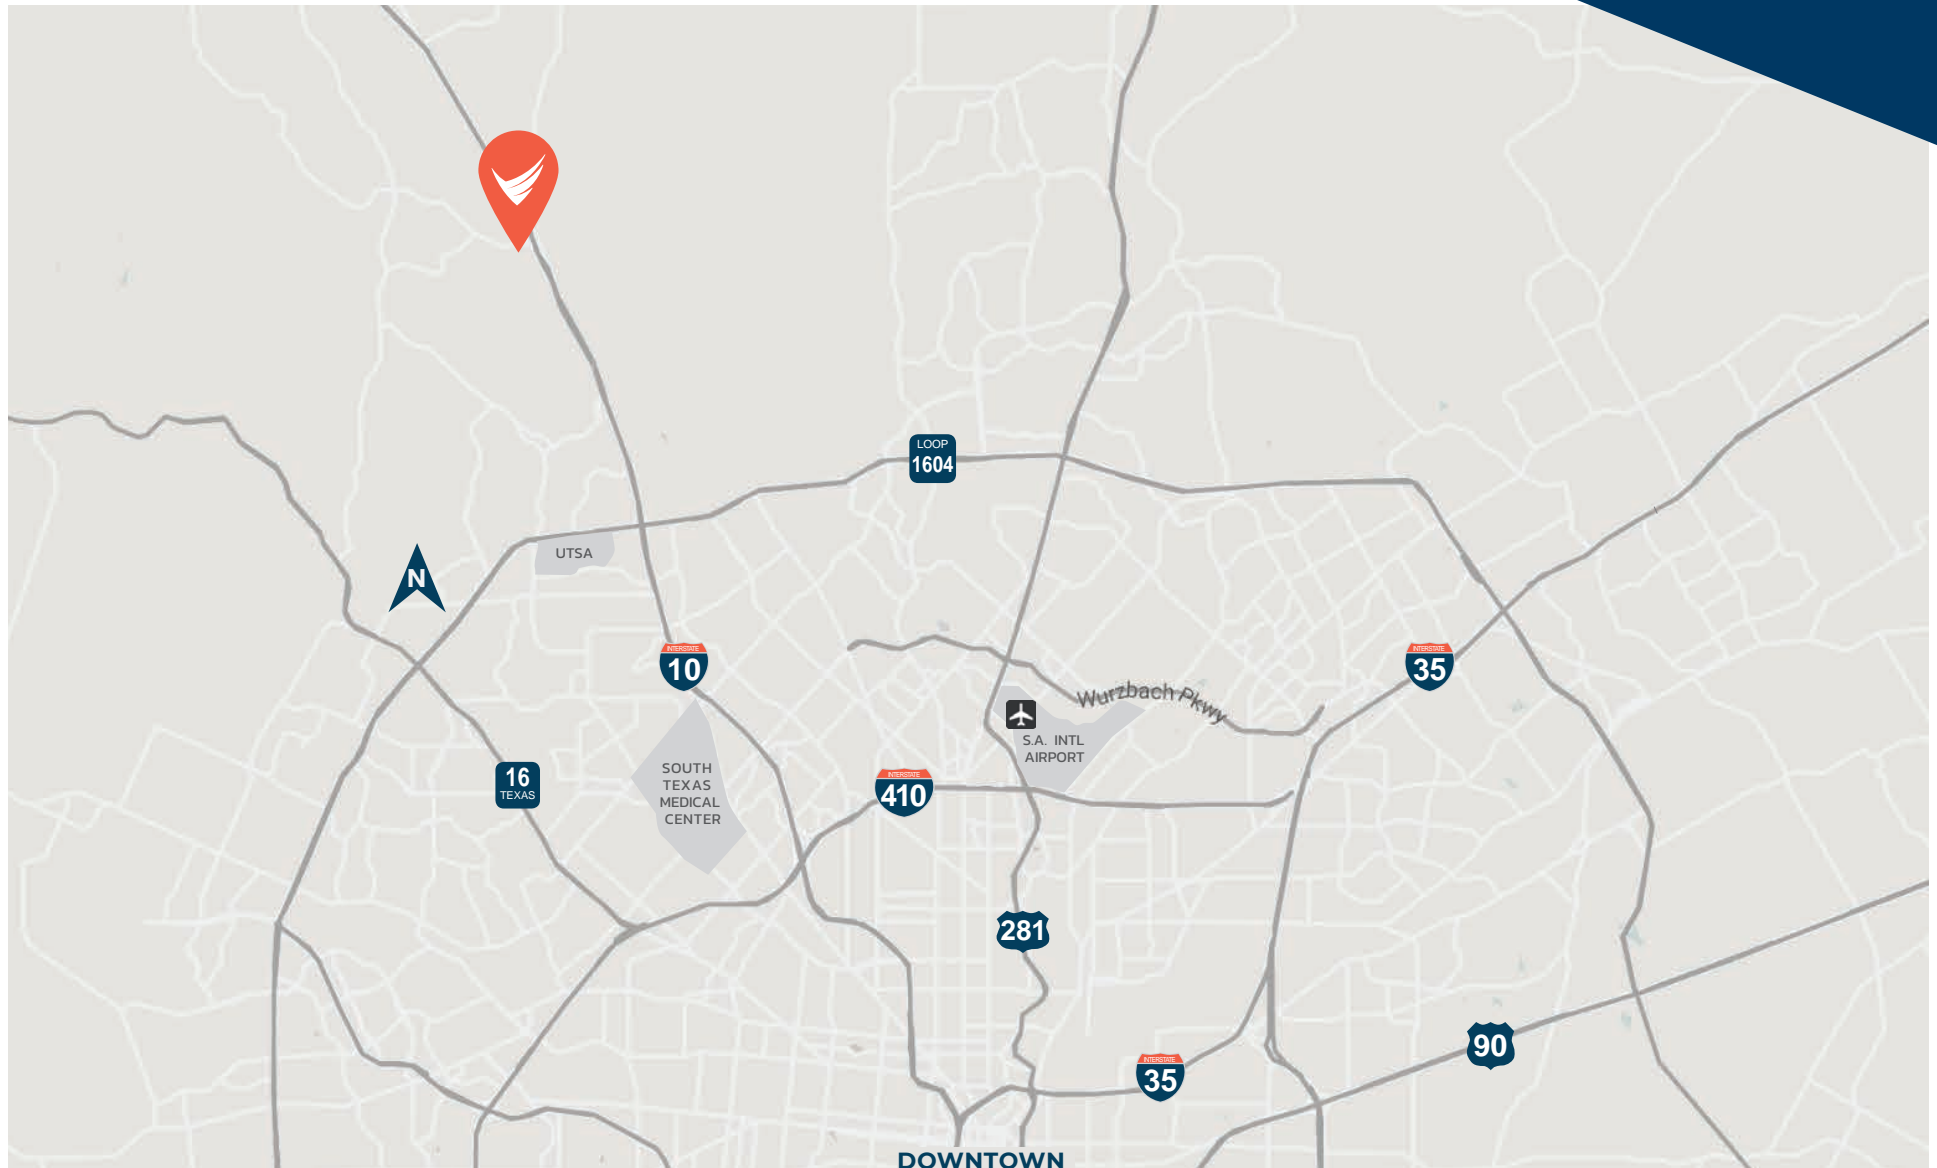 LOOP
1604
UTSA
N
INTERSTATE
10
INTERSTATE
35
Wurzbach Pkwy
S.A. INTL
AIRPORT
16
TEXAS
SOUTH
TEXAS
MEDICAL
CENTER
INTERSTATE
410
281
90
INTERSTATE
35
DOWNTOWN